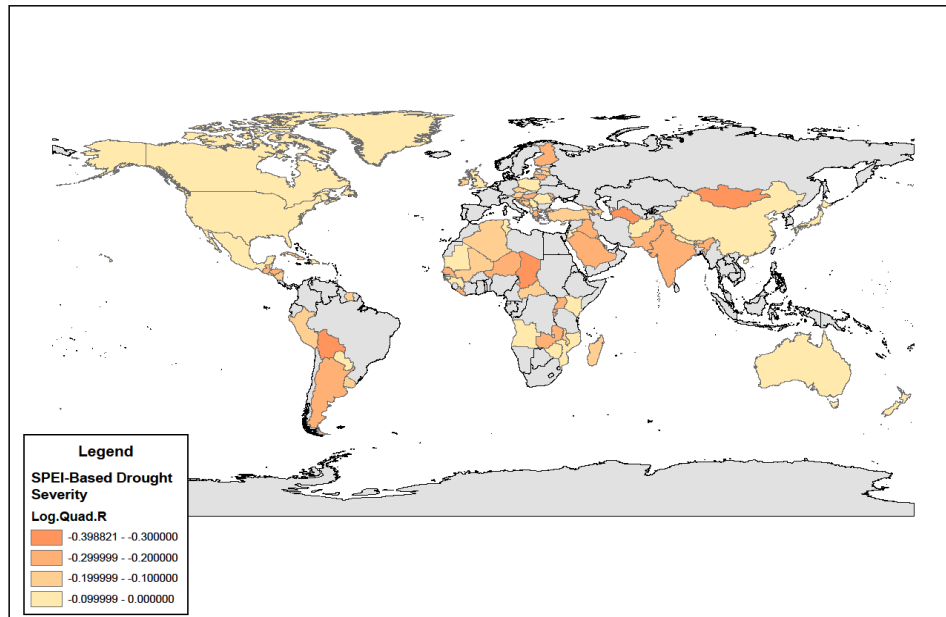 Legend
SPEI-Based Drought
Severity
Log.Quad.R
-0.398821 - -0.300000
-0.299999 - -0.200000
-0.199999 - -0.100000
-0.099999 - 0.000000